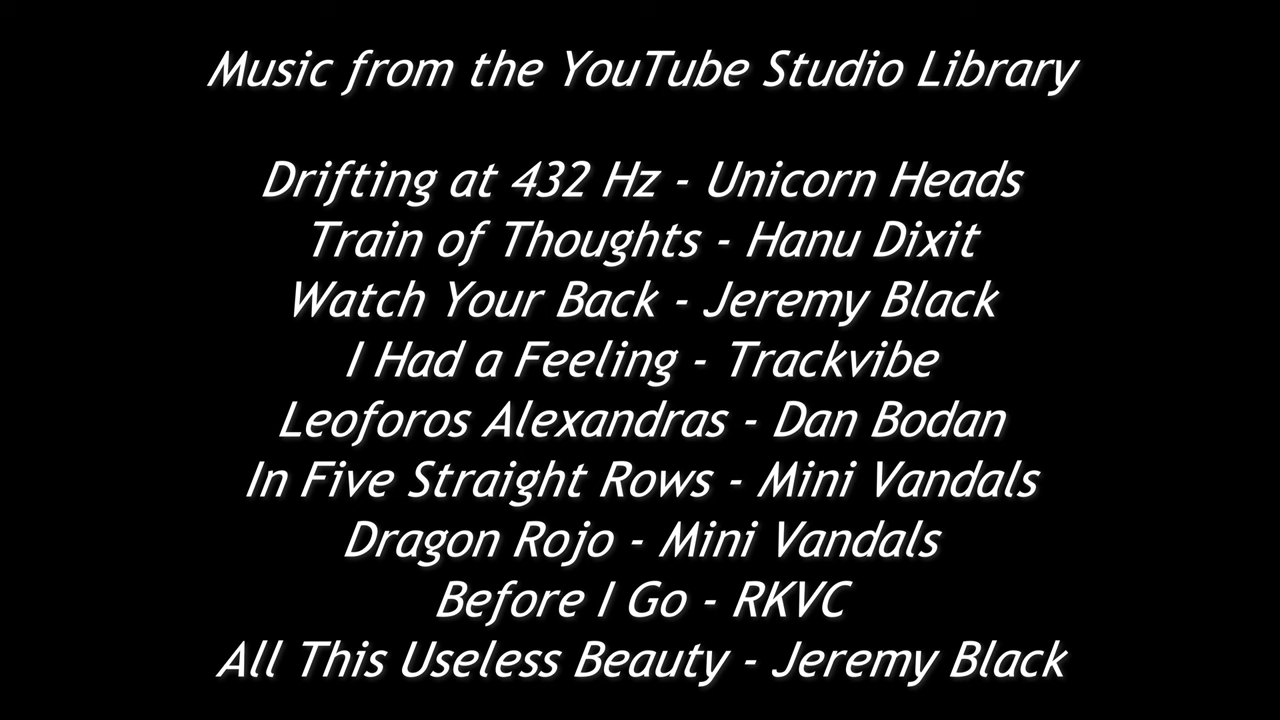 Music from the YouTube Studio Library
Drifting at 432 Hz - Unicorn Heads
Train of Thoughts - Hanu Dixit
Watch Your Back - Jeremy Black
I Had a Feeling - Trackvibe
Leoforos Alexandras - Dan Bodan
In Five Straight Rows - Mini Vandals
Dragon Rojo - Mini Vandals
Before I Go - RKVC
All This Useless Beauty - Jeremy Black